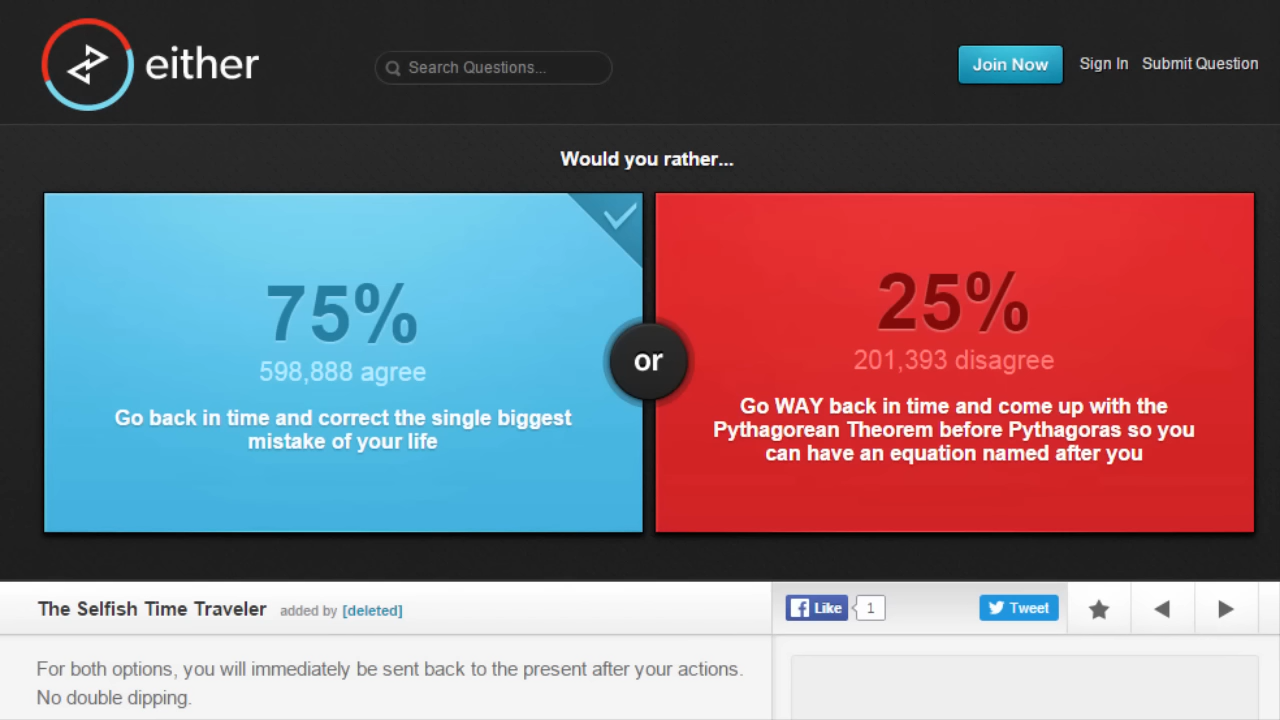 either
Search Questions...
Join Now
Sign In
Submit Question
Would you rather...
75%
598,888 agree
Go back in time and correct the single biggest
mistake of your life
or
25%
201,393 disagree
Go WAY back in time and come up with the
Pythagorean Theorem before Pythagoras so you
can have an equation named after you
The Selfish Time Traveler added by [deleted]
Like
1
Tweet
For both options, you will immediately be sent back to the present after your actions.
No double dipping.